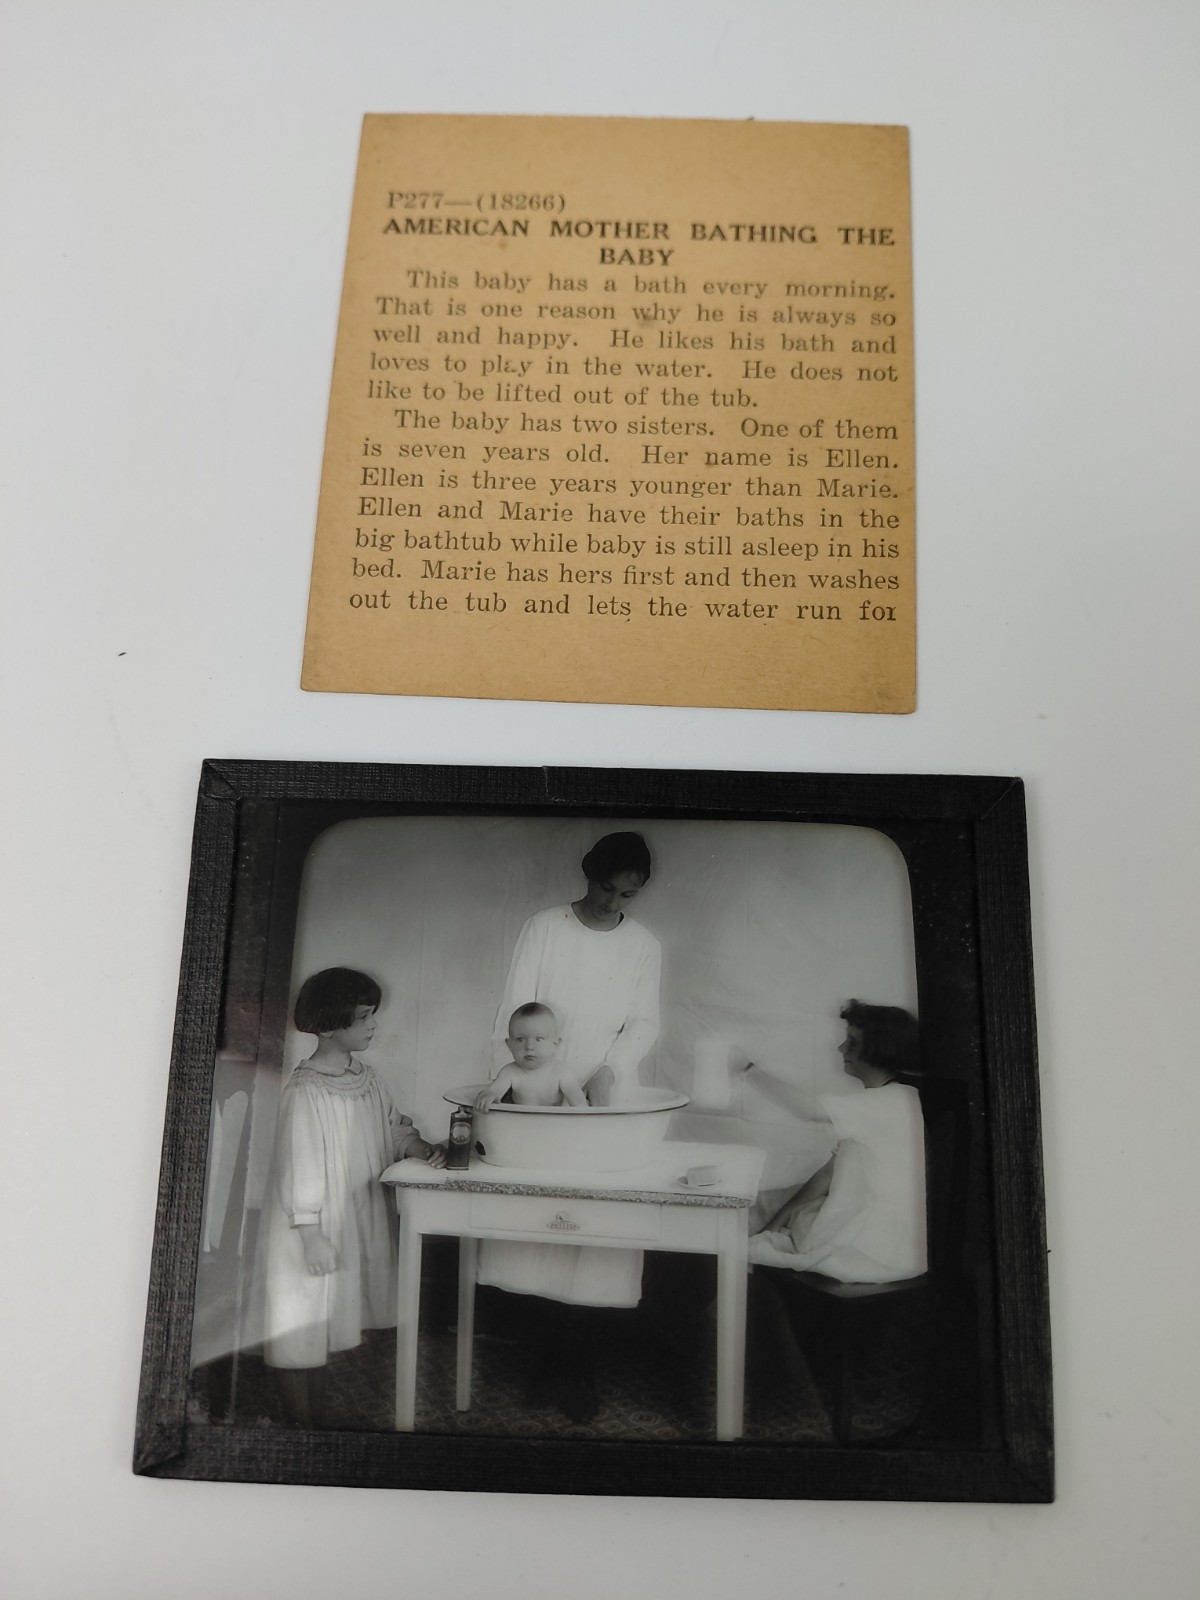 P277—(18266)
AMERICAN MOTHER BATHING THE
BABY
This baby has a bath every morning.
That is one reason why he is always so
well and happy. He likes his bath and
loves to play in the water. He does not
like to be lifted out of the tub.
The baby has two sisters. One of them
is seven years old. Her name is Ellen.
Ellen is three years younger than Marie.
Ellen and Marie have their baths in the
big bathtub while baby is still asleep in his
bed. Marie has hers first and then washes
out the tub and lets the water run for